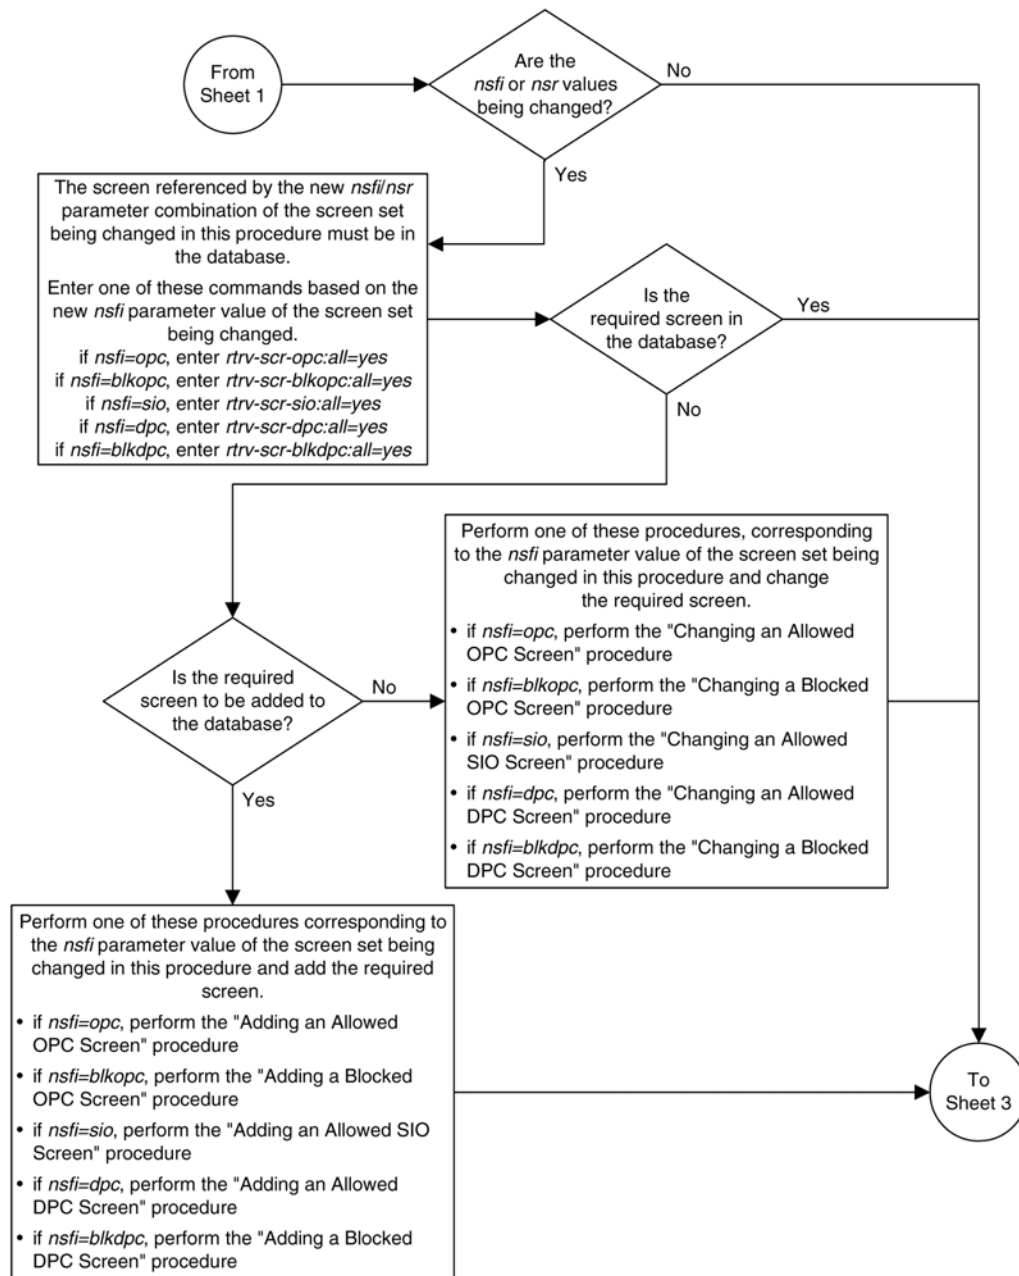 From
Sheet 1
Are the
nsfi or nsr values
being changed?
No
Yes
The screen referenced by the new nsfi/nsr
parameter combination of the screen set
being changed in this procedure must be in
the database.
Enter one of these commands based on the
new nsfi parameter value of the screen set
being changed.
if nsfi=opc, enter rtrv-scr-opc:all=yes
if nsfi=blkopc, enter rtrv-scr-blkopc:all=yes
if nsfi=sio, enter rtrv-scr-sio:all=yes
if nsfi=dpc, enter rtrv-scr-dpc:all=yes
if nsfi=blkdpc, enter rtrv-scr-blkdpc:all=yes
Is the
required screen in
the database?
Yes
No
Is the required
screen to be added to
the database?
No
Yes
Perform one of these procedures, corresponding
to the nsfi parameter value of the screen set being
changed in this procedure and change
the required screen.
• if nsfi=opc, perform the "Changing an Allowed
OPC Screen" procedure
• if nsfi=blkopc, perform the "Changing a Blocked
OPC Screen" procedure
• if nsfi=sio, perform the "Changing an Allowed
SIO Screen" procedure
• if nsfi=dpc, perform the "Changing an Allowed
DPC Screen" procedure
• if nsfi=blkdpc, perform the "Changing a Blocked
DPC Screen" procedure
Perform one of these procedures corresponding to
the nsfi parameter value of the screen set being
changed in this procedure and add the required
screen.
• if nsfi=opc, perform the "Adding an Allowed
OPC Screen" procedure
• if nsfi=blkopc, perform the "Adding a Blocked
OPC Screen" procedure
• if nsfi=sio, perform the "Adding an Allowed SIO
Screen" procedure
• if nsfi=dpc, perform the "Adding an Allowed
DPC Screen" procedure
• if nsfi=blkdpc, perform the "Adding a Blocked
DPC Screen" procedure
To
Sheet 3